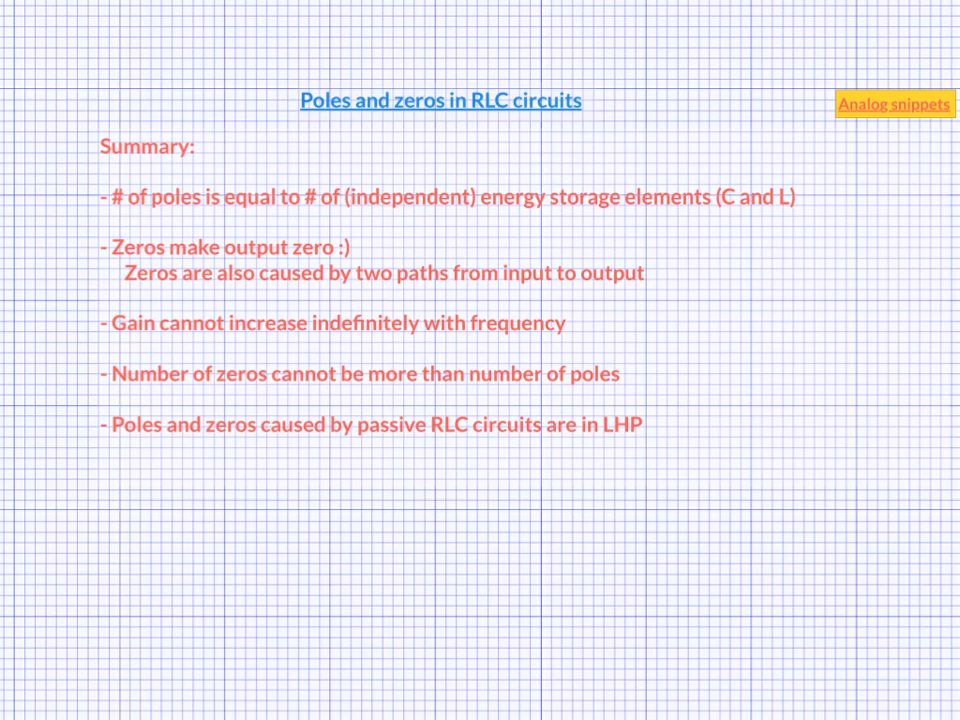 Poles and zeros in RLC circuits
Analog snippets
Summary:
- # of poles is equal to # of (independent) energy storage elements (C and L)
- Zeros make output zero :)
Zeros are also caused by two paths from input to output
- Gain cannot increase indefinitely with frequency
- Number of zeros cannot be more than number of poles
- Poles and zeros caused by passive RLC circuits are in LHP